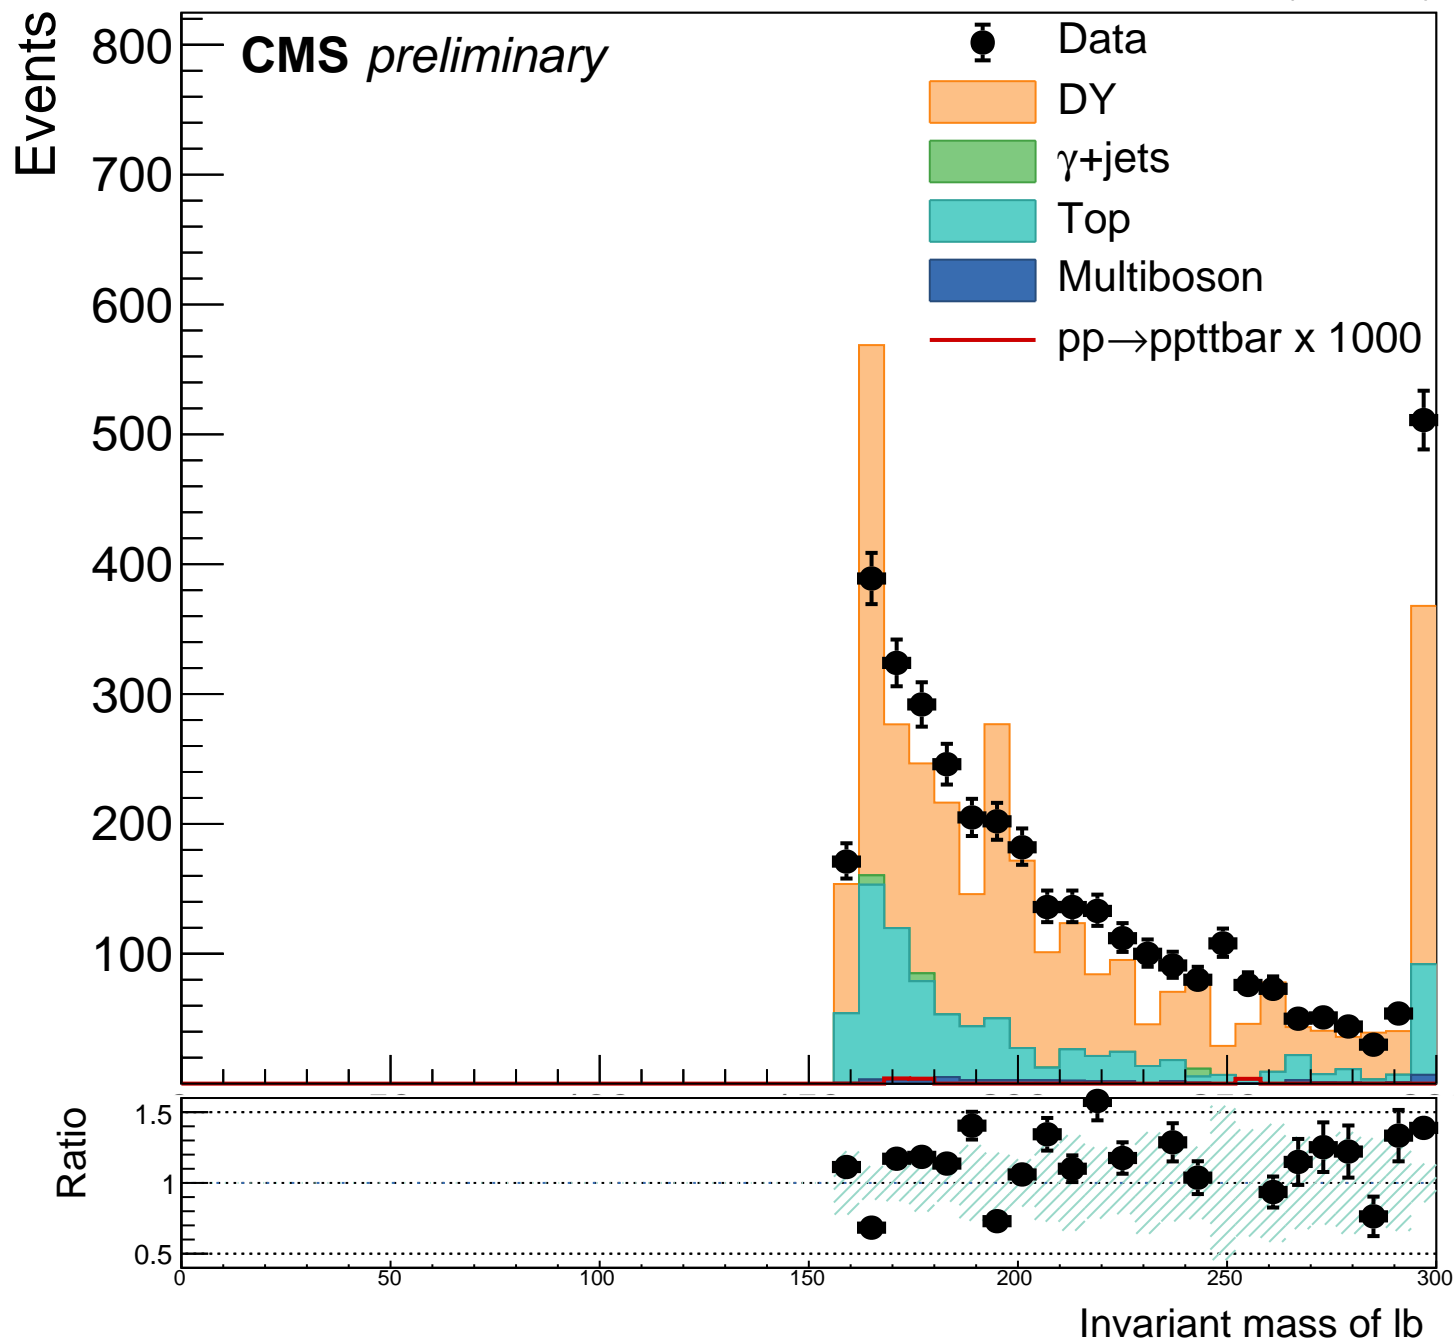 Events
800
700
600
500
400
300
200
100
CMS preliminary
Data
DY
γ+jets
Top
Multiboson
pp→ppttbar x 1000
Ratio
1.5
1
0.5
0 50 100 150 200 250 300
Invariant mass of lb